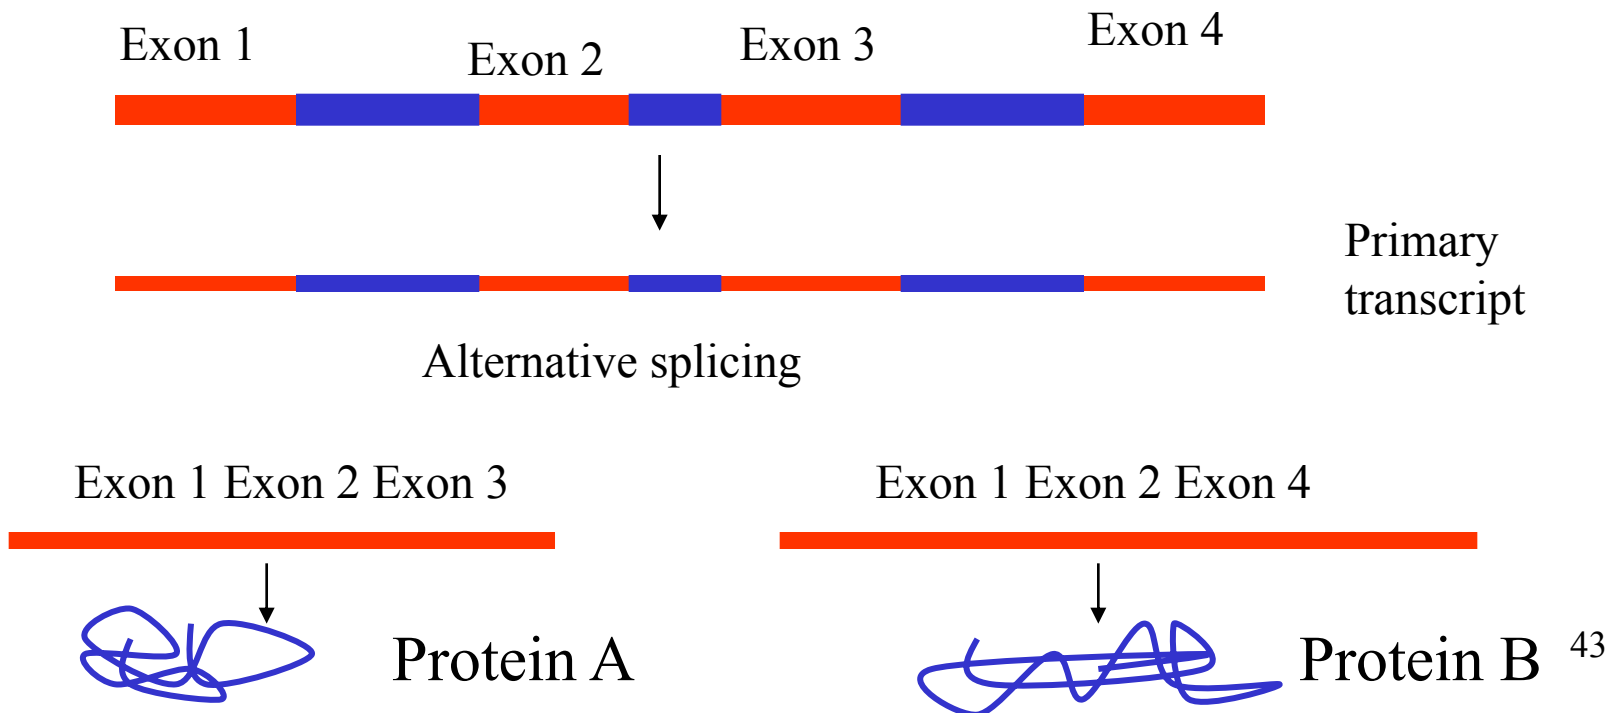 Exon 1
Exon 2
Exon 3
Exon 4
Primary
transcript
Alternative splicing
Exon 1 Exon 2 Exon 3
Exon 1 Exon 2 Exon 4
Protein A
Protein B
43